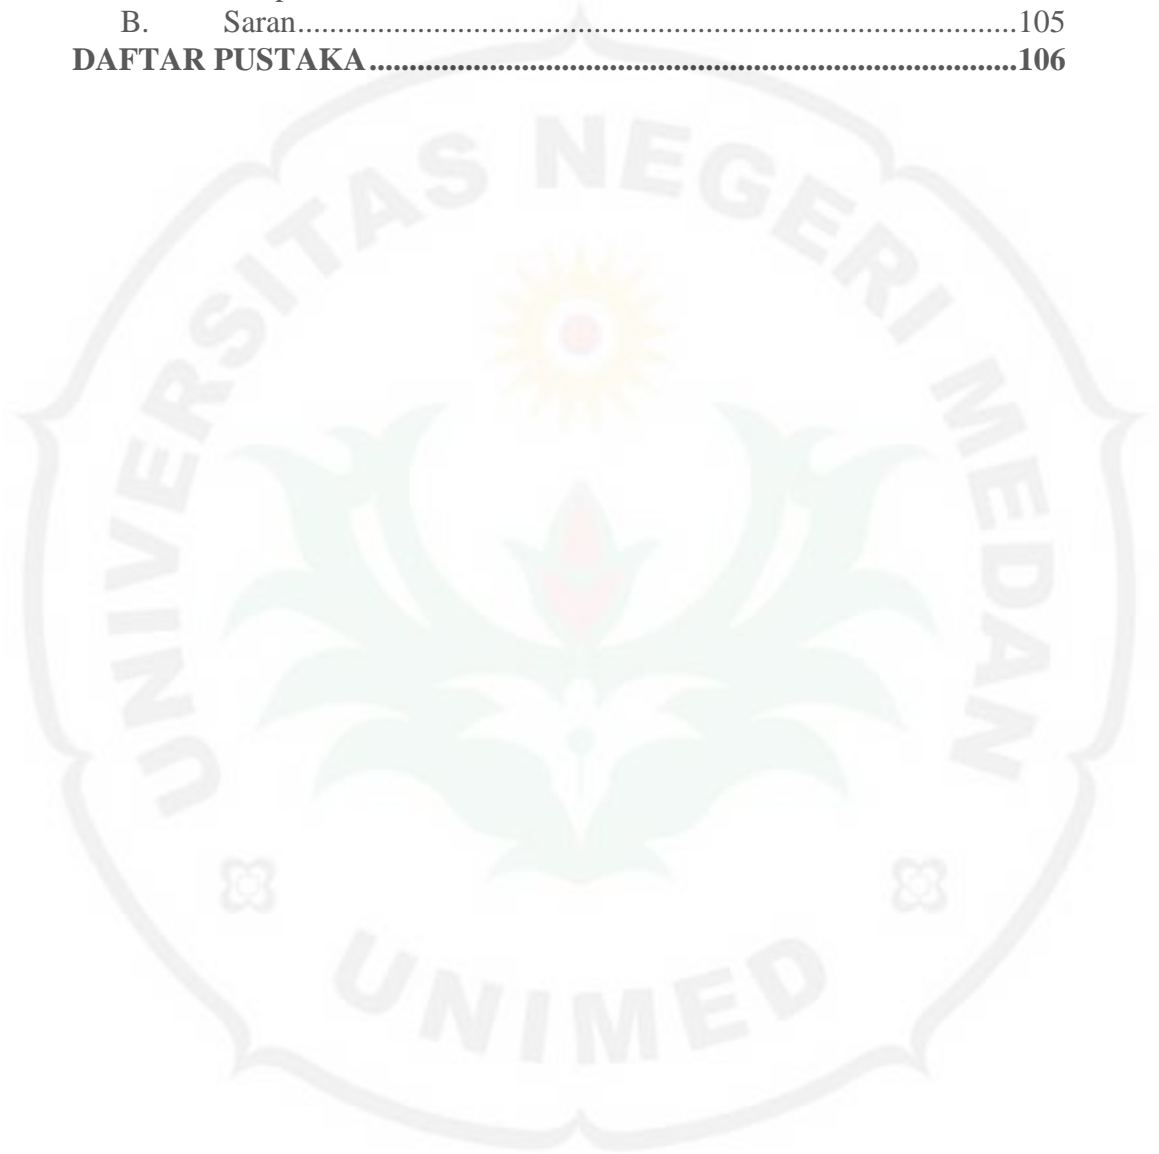 B. Saran.........................................................................................105
DAFTAR PUSTAKA.................................................................................106
UNIVERSITAS NEGERI MEDAN
UNIMED